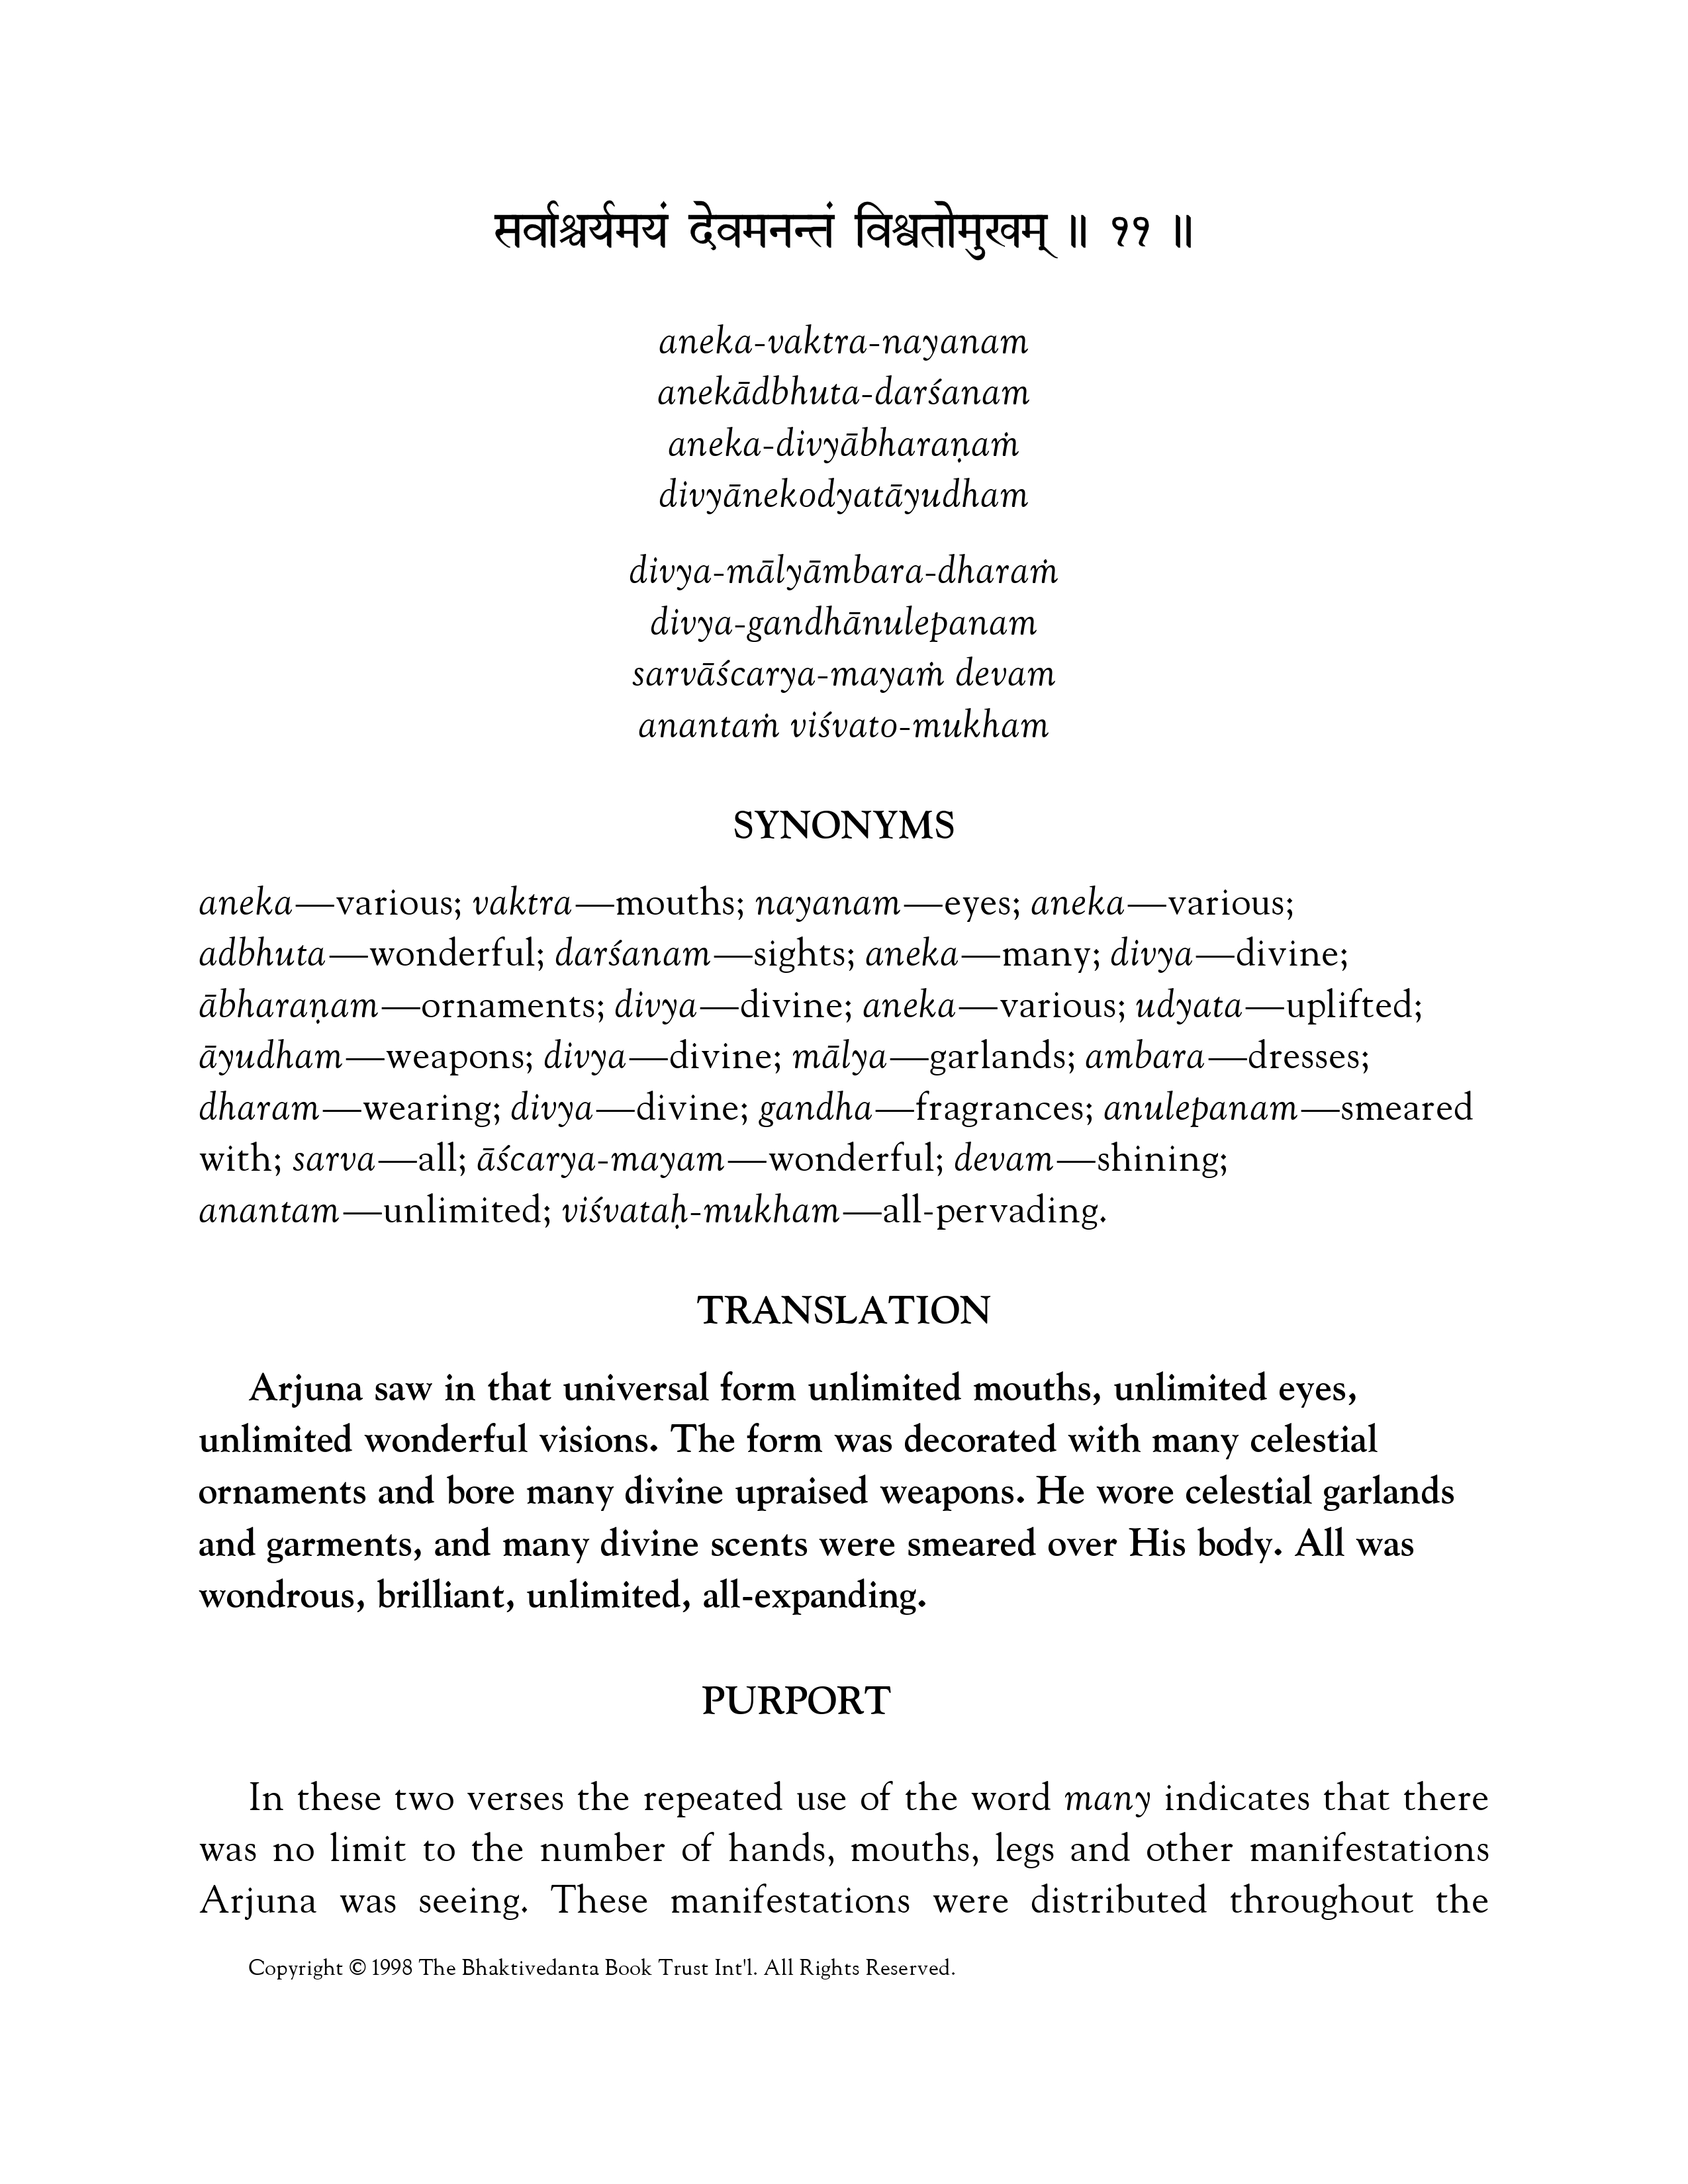 सर्वाश्चर्यमयं देवमनन्तं विश्वतोमुखम् ॥ ११ ॥
aneka-vaktra-nayanam
anekādbhuta-darśanam
aneka-divyābharaṇaṁ
divyānekodyatāyudham
divya-mālyāmbara-dharaṁ
divya-gandhānulepanam
sarvāścarya-mayaṁ devam
anantaṁ viśvato-mukham
SYNONYMS
aneka—various; vaktra—mouths; nayanam—eyes; aneka—various;
adbhuta—wonderful; darśanam—sights; aneka—many; divya—divine;
ābharaṇam—ornaments; divya—divine; aneka—various; udyata—uplifted;
āyudham—weapons; divya—divine; mālya—garlands; ambara—dresses;
dharam—wearing; divya—divine; gandha—fragrances; anulepanam—smeared
with; sarva—all; āścarya-mayam—wonderful; devam—shining;
anantam—unlimited; viśvataḥ-mukham—all-pervading.
TRANSLATION
Arjuna saw in that universal form unlimited mouths, unlimited eyes,
unlimited wonderful visions. The form was decorated with many celestial
ornaments and bore many divine upraised weapons. He wore celestial garlands
and garments, and many divine scents were smeared over His body. All was
wondrous, brilliant, unlimited, all-expanding.
PURPORT
In these two verses the repeated use of the word many indicates that there
was no limit to the number of hands, mouths, legs and other manifestations
Arjuna was seeing. These manifestations were distributed throughout the
Copyright © 1998 The Bhaktivedanta Book Trust Int'l. All Rights Reserved.